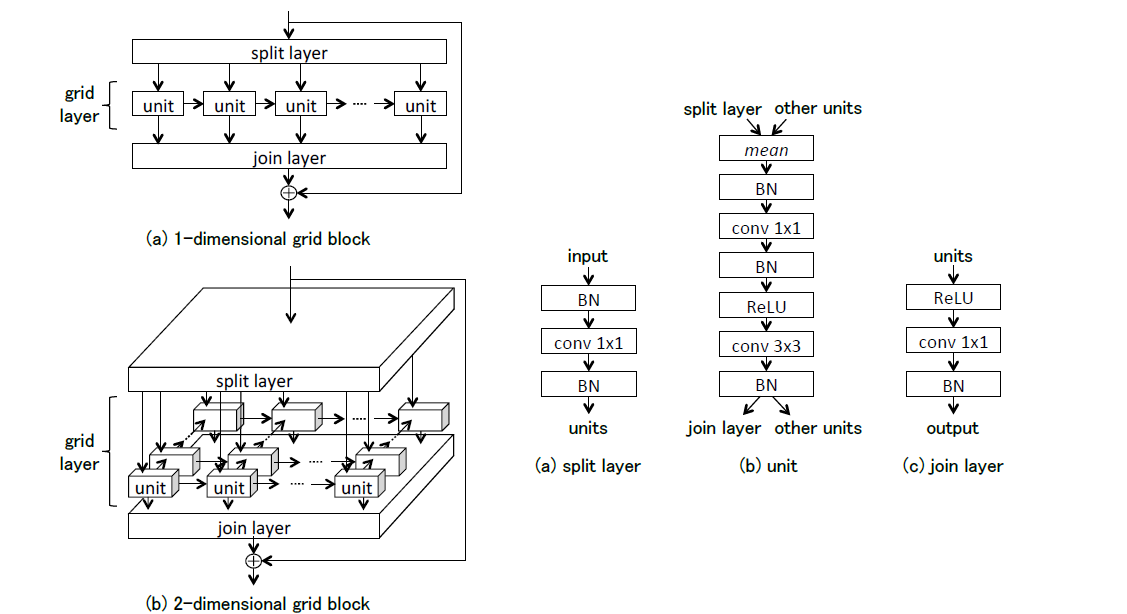 split layer
grid
layer
unit unit unit .... unit
join layer
(a) 1-dimensional grid block
split layer
grid
layer
....
....
unit unit .... unit
join layer
(b) 2-dimensional grid block
input
BN
conv 1x1
BN
units
(a) split layer
split layer other units
mean
BN
conv 1x1
BN
ReLU
conv 3x3
BN
join layer other units
(b) unit
units
ReLU
conv 1x1
BN
output
(c) join layer